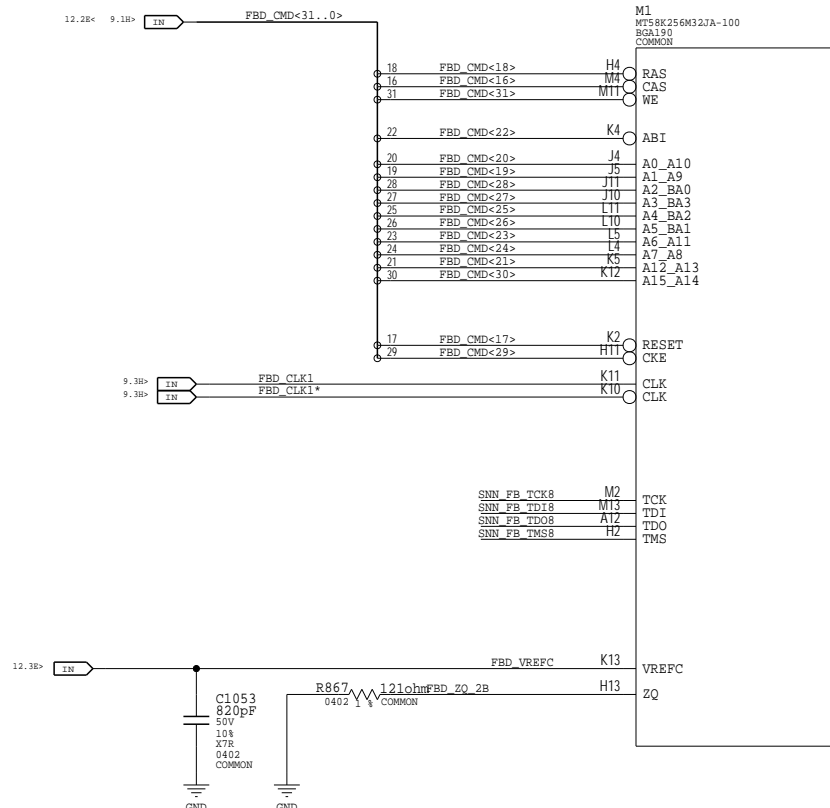 M1
MT58K256M32JA-100
BGA190
COMMON
12.2E< 9.1H> IN FBD_CMD<31..0>
18 FBD_CMD<18> H4 RAS
16 FBD_CMD<16> M4 CAS
31 FBD_CMD<31> M11 WE
22 FBD_CMD<22> K4 ABI
20 FBD_CMD<20> J4 A0_A10
19 FBD_CMD<19> J5 A1_A9
28 FBD_CMD<28> J11 A2_BA0
27 FBD_CMD<27> J10 A3_BA3
25 FBD_CMD<25> L11 A4_BA2
26 FBD_CMD<26> L10 A5_BA1
23 FBD_CMD<23> L5 A6_A11
24 FBD_CMD<24> L4 A7_A8
21 FBD_CMD<21> K5 A12_A13
30 FBD_CMD<30> K12 A15_A14
17 FBD_CMD<17> K2 RESET
29 FBD_CMD<29> H11 CKE
9.3H> IN FBD_CLK1 K11 CLK
9.3H> IN FBD_CLK1* K10 CLK
SNN_FB_TCK8 M2 TCK
SNN_FB_TDI8 M13 TDI
SNN_FB_TDO8 A12 TDO
SNN_FB_TMS8 H2 TMS
12.3E> IN FBD_VREFC K13 VREFC
R867 121ohm FBD_ZQ_2B H13 ZQ
0402 1 % COMMON
C1053
820pF
50V
10%
X7R
0402
COMMON
GND GND